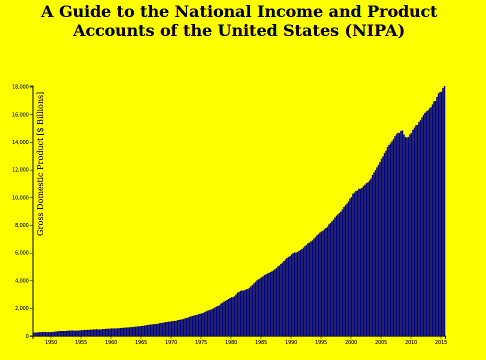 A Guide to the National Income and Product
Accounts of the United States (NIPA)
Gross Domestic Product [$ Billions]
18,000
16,000
14,000
12,000
10,000
8,000
6,000
4,000
2,000
0
1950 1955 1960 1965 1970 1975 1980 1985 1990 1995 2000 2005 2010 2015